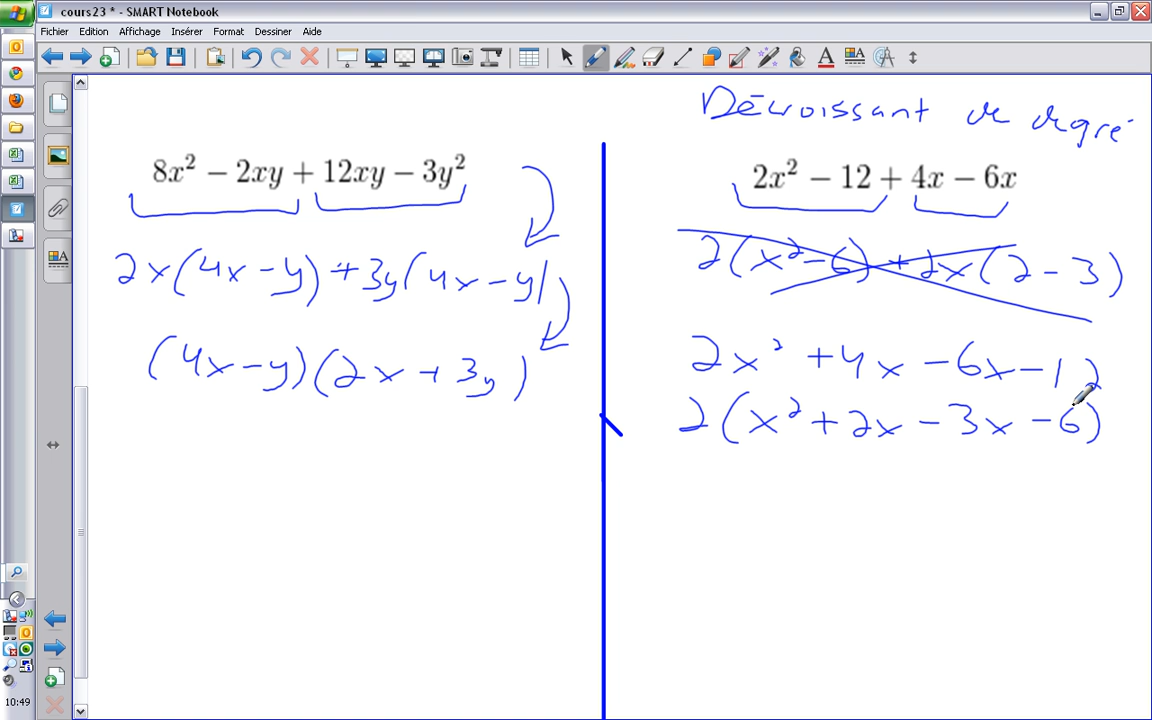 cours23 * - SMART Notebook
Fichier Edition Affichage Insérer Format Dessiner Aide
Décroissant de degré
8x² − 2xy + 12xy − 3y²
2x(4x−y)+3y(4x−y)
(4x−y)(2x+3y)
2x² − 12 + 4x − 6x
2(x²−6)+2x(2−3)
2x² +4x −6x −12
2(x²+2x −3x −6)
10:49